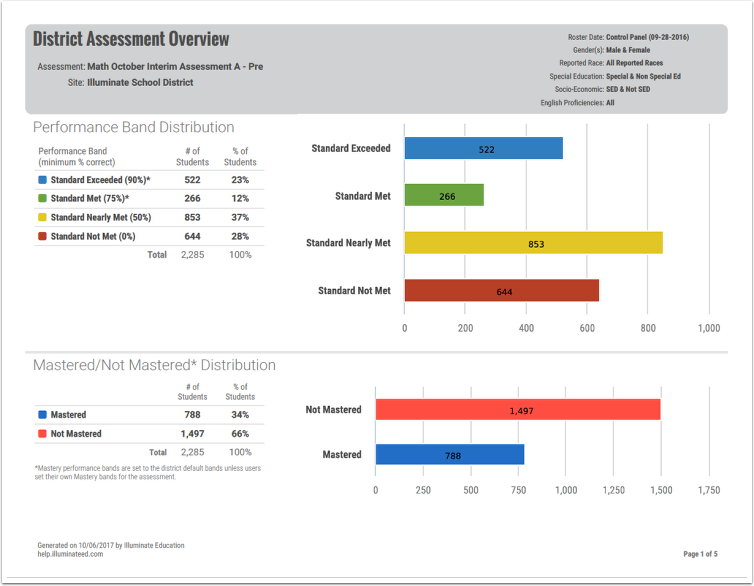 District Assessment Overview
Assessment: Math October Interim Assessment A - Pre
Site: Illuminate School District
Roster Date: Control Panel (09-28-2016)
Gender(s): Male & Female
Reported Race: All Reported Races
Special Education: Special & Non Special Ed
Socio-Economic: SED & Not SED
English Proficiencies: All
Performance Band Distribution
Performance Band # of % of
(minimum % correct) Students Students
Standard Exceeded (90%)* 522 23%
Standard Met (75%)* 266 12%
Standard Nearly Met (50%) 853 37%
Standard Not Met (0%) 644 28%
Total 2,285 100%
Standard Exceeded 522
Standard Met 266
Standard Nearly Met 853
Standard Not Met 644
0 200 400 600 800 1,000
Mastered/Not Mastered* Distribution
# of % of
Students Students
Mastered 788 34%
Not Mastered 1,497 66%
Total 2,285 100%
*Mastery performance bands are set to the district default bands unless users
set their own Mastery bands for the assessment.
Not Mastered 1,497
Mastered 788
0 250 500 750 1,000 1,250 1,500 1,750
Generated on 10/06/2017 by Illuminate Education
help.illuminateed.com
Page 1 of 5